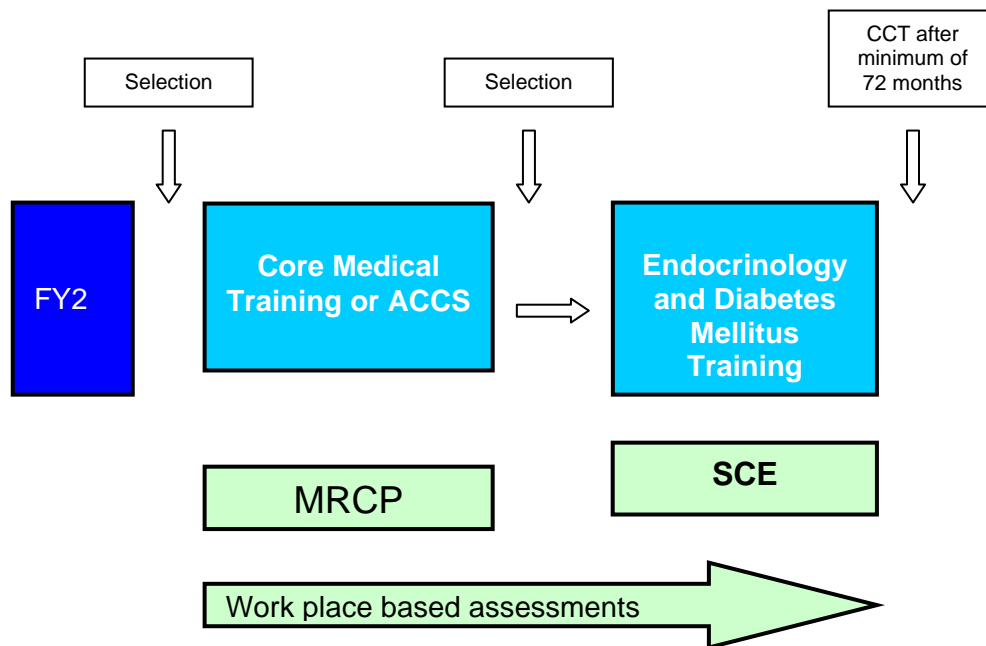 Selection
Selection
CCT after
minimum of
72 months
FY2
Core Medical
Training or ACCS
Endocrinology
and Diabetes
Mellitus
Training
MRCP
SCE
Work place based assessments